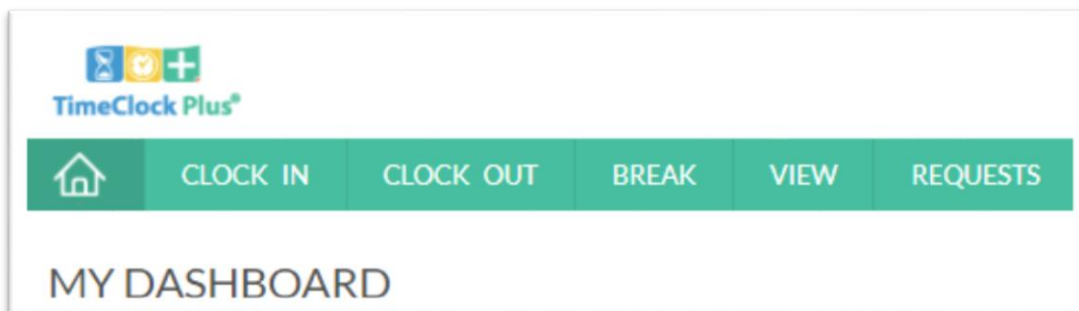 TimeClock Plus®
CLOCK IN CLOCK OUT BREAK VIEW REQUESTS
MY DASHBOARD